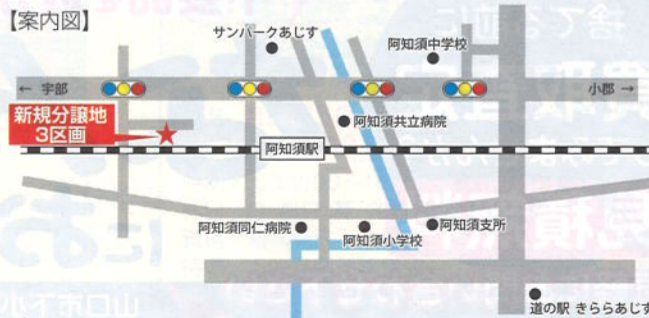 【案内図】
サンパークあじす
阿知須中学校
← 宇部
小郡 →
新規分譲地
3区画
阿知須共立病院
阿知須駅
阿知須同仁病院
阿知須小学校
阿知須支所
道の駅 きららあじす